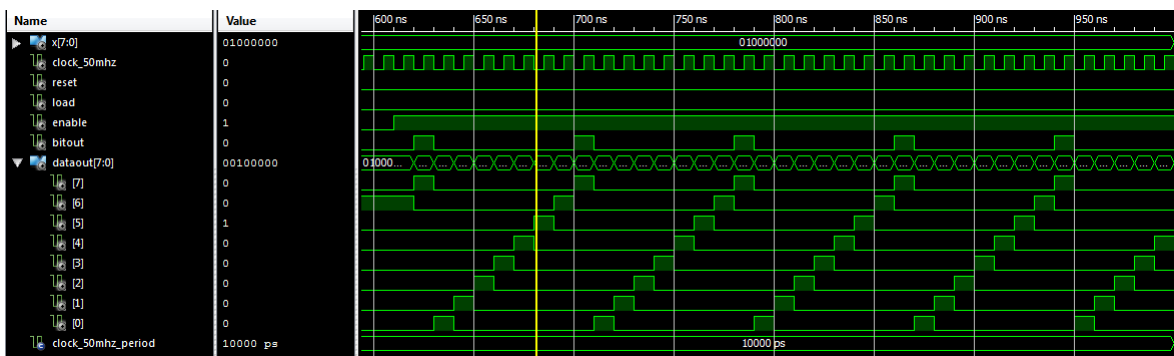 Name Value 600 ns 650 ns 700 ns 750 ns 800 ns 850 ns 900 ns 950 ns
x[7:0] 01000000 01000000
clock_50mhz 0
reset 0
load 0
enable 1
bitout 0
dataout[7:0] 00100000 01000... ... ... ... ... ... ... ... ... ... ... ... ... ... ... ... ... ... ... ... ... ... ... ... ... ... ... ... ... ... ... ... ... ... ... ... ... ... ...
[7] 0
[6] 0
[5] 1
[4] 0
[3] 0
[2] 0
[1] 0
[0] 0
clock_50mhz_period 10000 ps 10000 ps